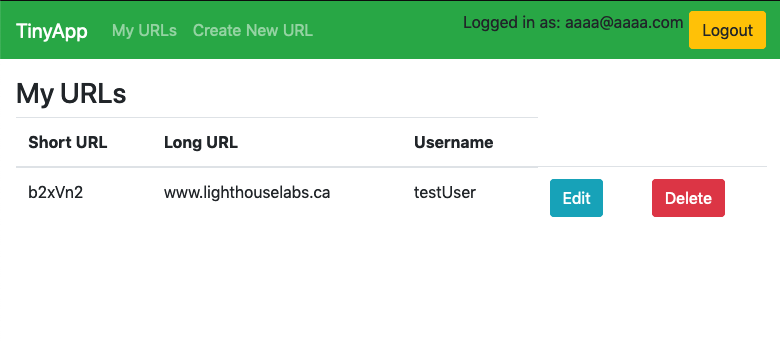 TinyApp My URLs Create New URL Logged in as: aaaa@aaaa.com Logout
My URLs
Short URL Long URL Username
b2xVn2 www.lighthouselabs.ca testUser Edit Delete